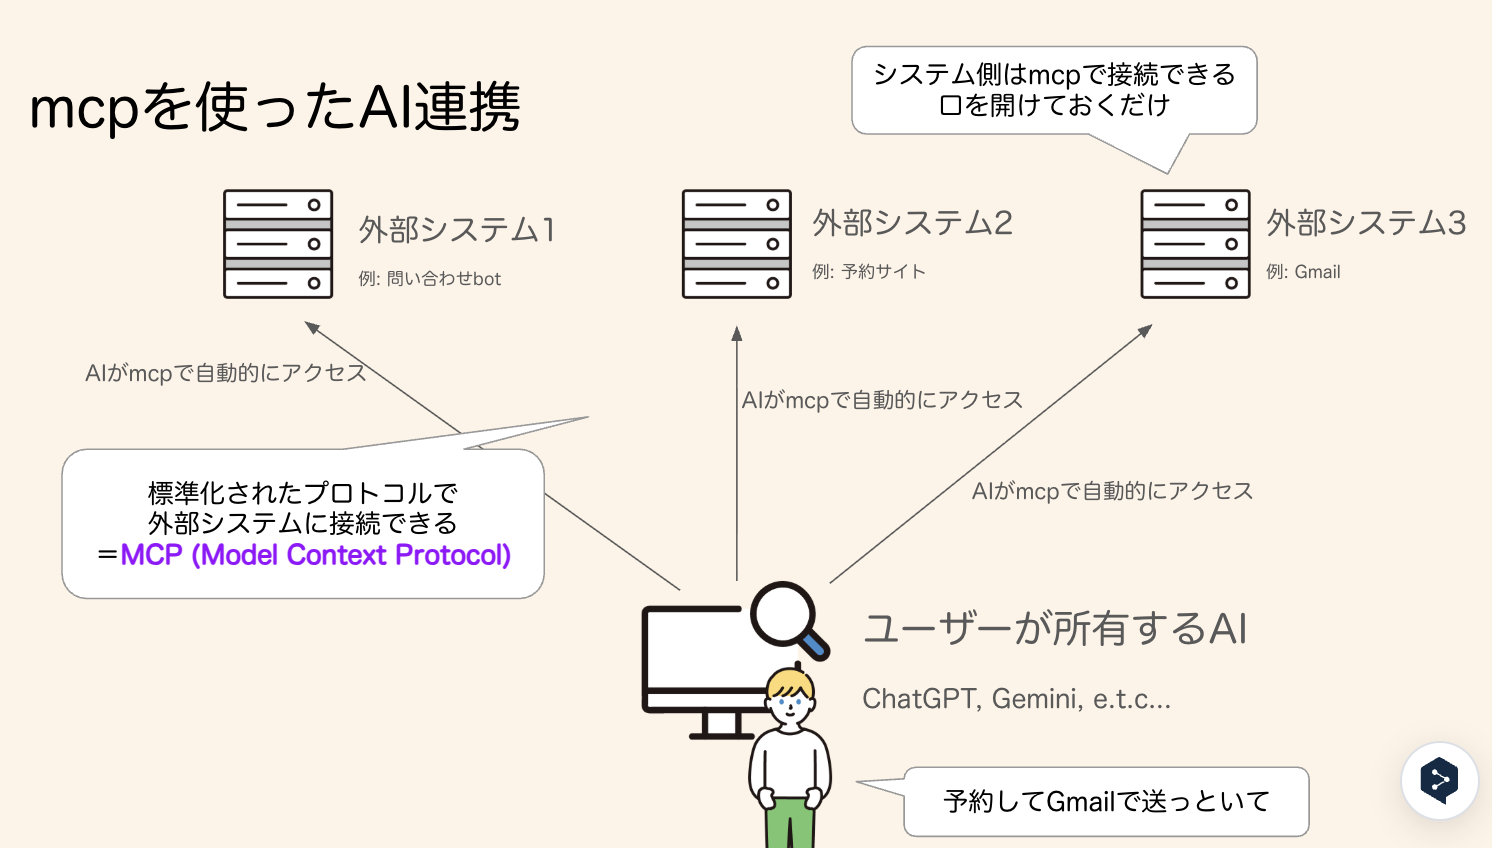 mcpを使ったAI連携
システム側はmcpで接続できる
口を開けておくだけ
外部システム1
例: 問い合わせbot
外部システム2
例: 予約サイト
外部システム3
例: Gmail
AIがmcpで自動的にアクセス
AIがmcpで自動的にアクセス
AIがmcpで自動的にアクセス
標準化されたプロトコルで
外部システムに接続できる
＝MCP (Model Context Protocol)
ユーザーが所有するAI
ChatGPT, Gemini, e.t.c...
予約してGmailで送っといて